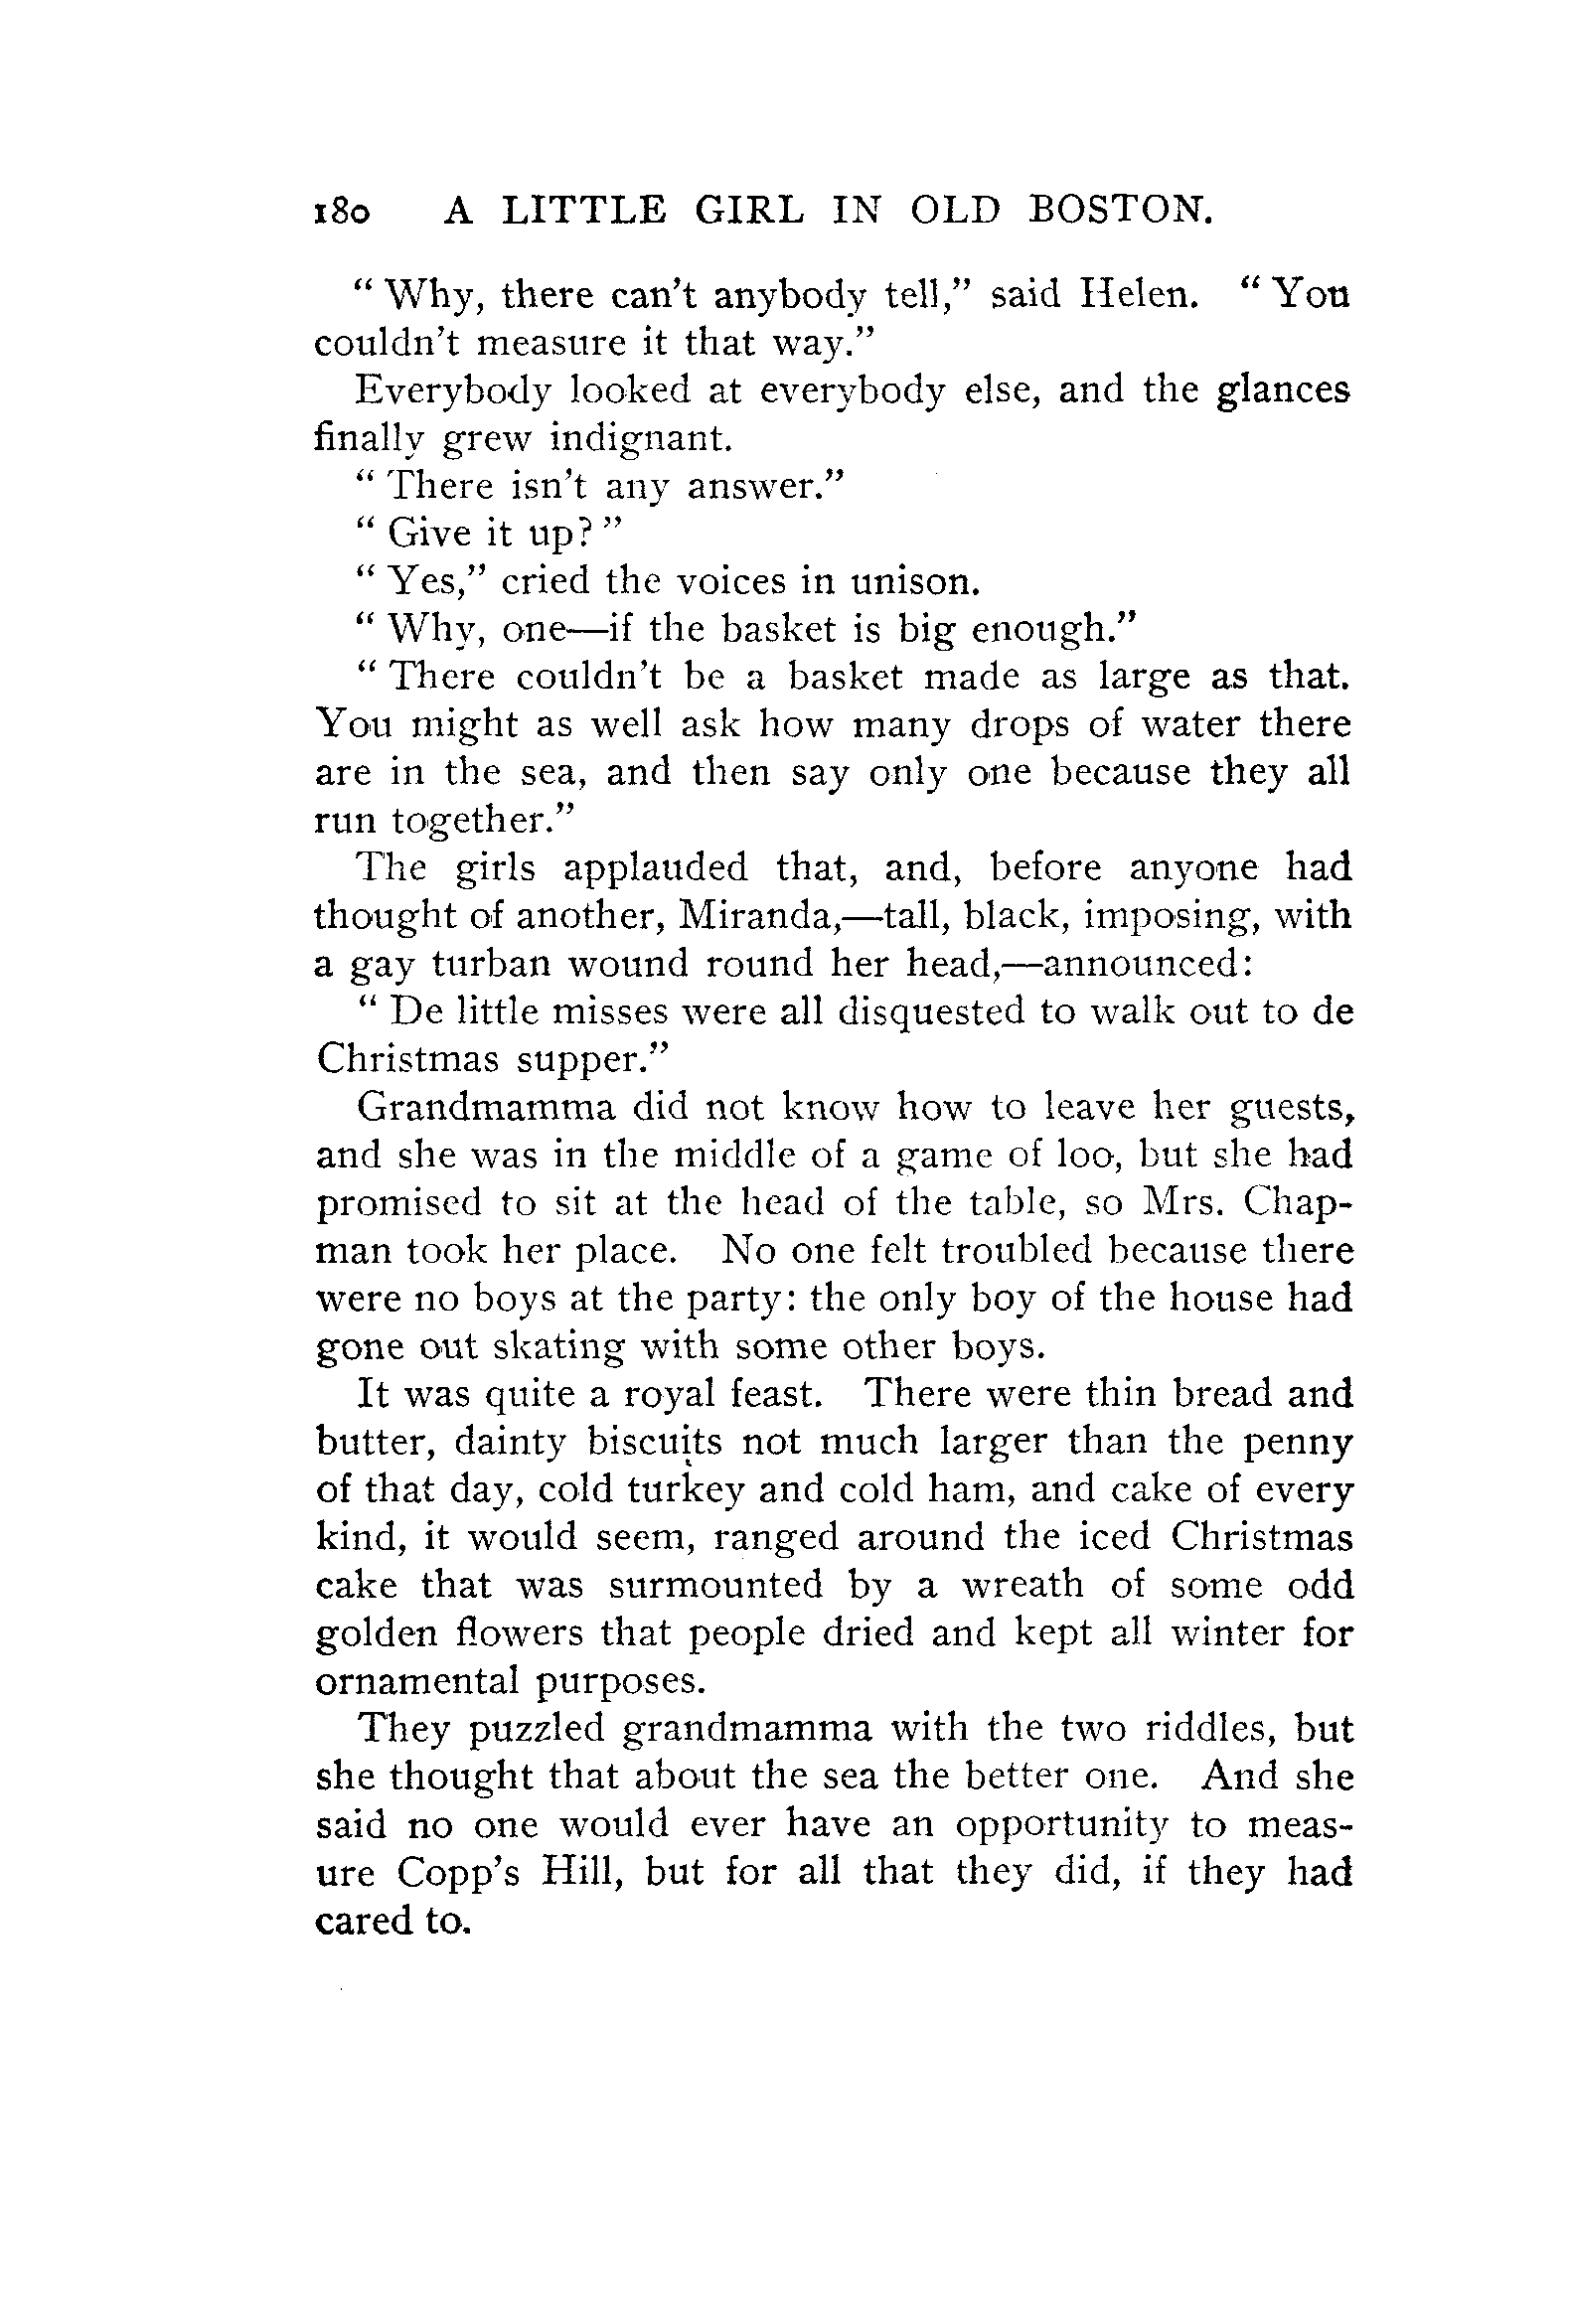 180 A LITTLE GIRL IN OLD BOSTON.
“ Why, there can’t anybody tell,” said Helen. “ You
couldn’t measure it that way.”
Everybody looked at everybody else, and the glances
finally grew indignant.
“ There isn’t any answer.”
“ Give it up? ”
“ Yes,” cried the voices in unison.
“ Why, one—if the basket is big enough.”
“ There couldn’t be a basket made as large as that.
You might as well ask how many drops of water there
are in the sea, and then say only one because they all
run together.”
The girls applauded that, and, before anyone had
thought of another, Miranda,—tall, black, imposing, with
a gay turban wound round her head,—announced:
“ De little misses were all disquested to walk out to de
Christmas supper.”
Grandmamma did not know how to leave her guests,
and she was in the middle of a game of loo, but she had
promised to sit at the head of the table, so Mrs. Chap-
man took her place. No one felt troubled because there
were no boys at the party: the only boy of the house had
gone out skating with some other boys.
It was quite a royal feast. There were thin bread and
butter, dainty biscuits not much larger than the penny
of that day, cold turkey and cold ham, and cake of every
kind, it would seem, ranged around the iced Christmas
cake that was surmounted by a wreath of some odd
golden flowers that people dried and kept all winter for
ornamental purposes.
They puzzled grandmamma with the two riddles, but
she thought that about the sea the better one. And she
said no one would ever have an opportunity to meas-
ure Copp’s Hill, but for all that they did, if they had
cared to.